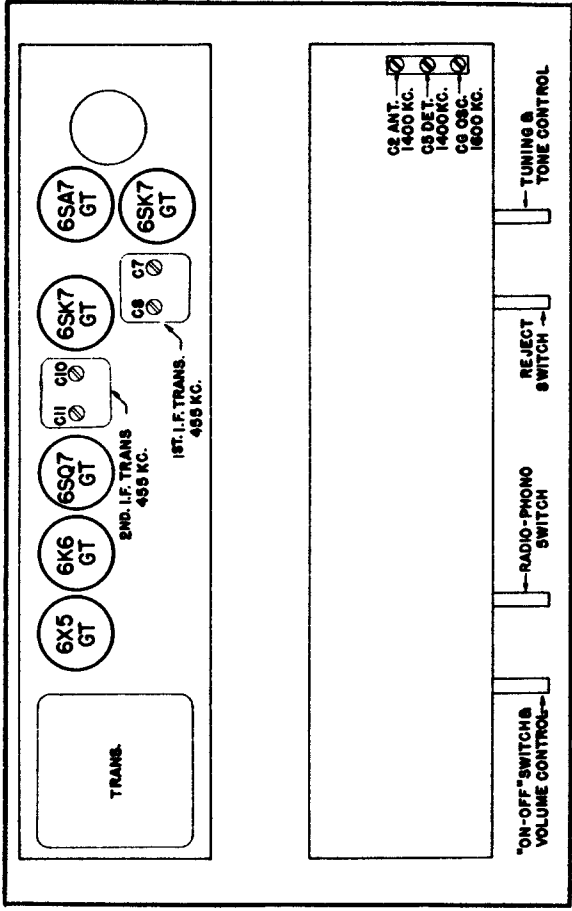 TRANS.
6X5
GT
6K6
GT
6SQ7
GT
C11 C10
6SK7
GT
6SA7
GT
C8 C7
6SK7
GT
2ND. I.F. TRANS
455 KC.
1ST. I.F. TRANS.
455 KC.
C2 ANT.
1400 KC.
C5 DET.
1400KC.
C6 OSC.
1600 KC.
"ON-OFF" SWITCH &
VOLUME CONTROL
RADIO-PHONO
SWITCH
REJECT
SWITCH
TUNING &
TONE CONTROL